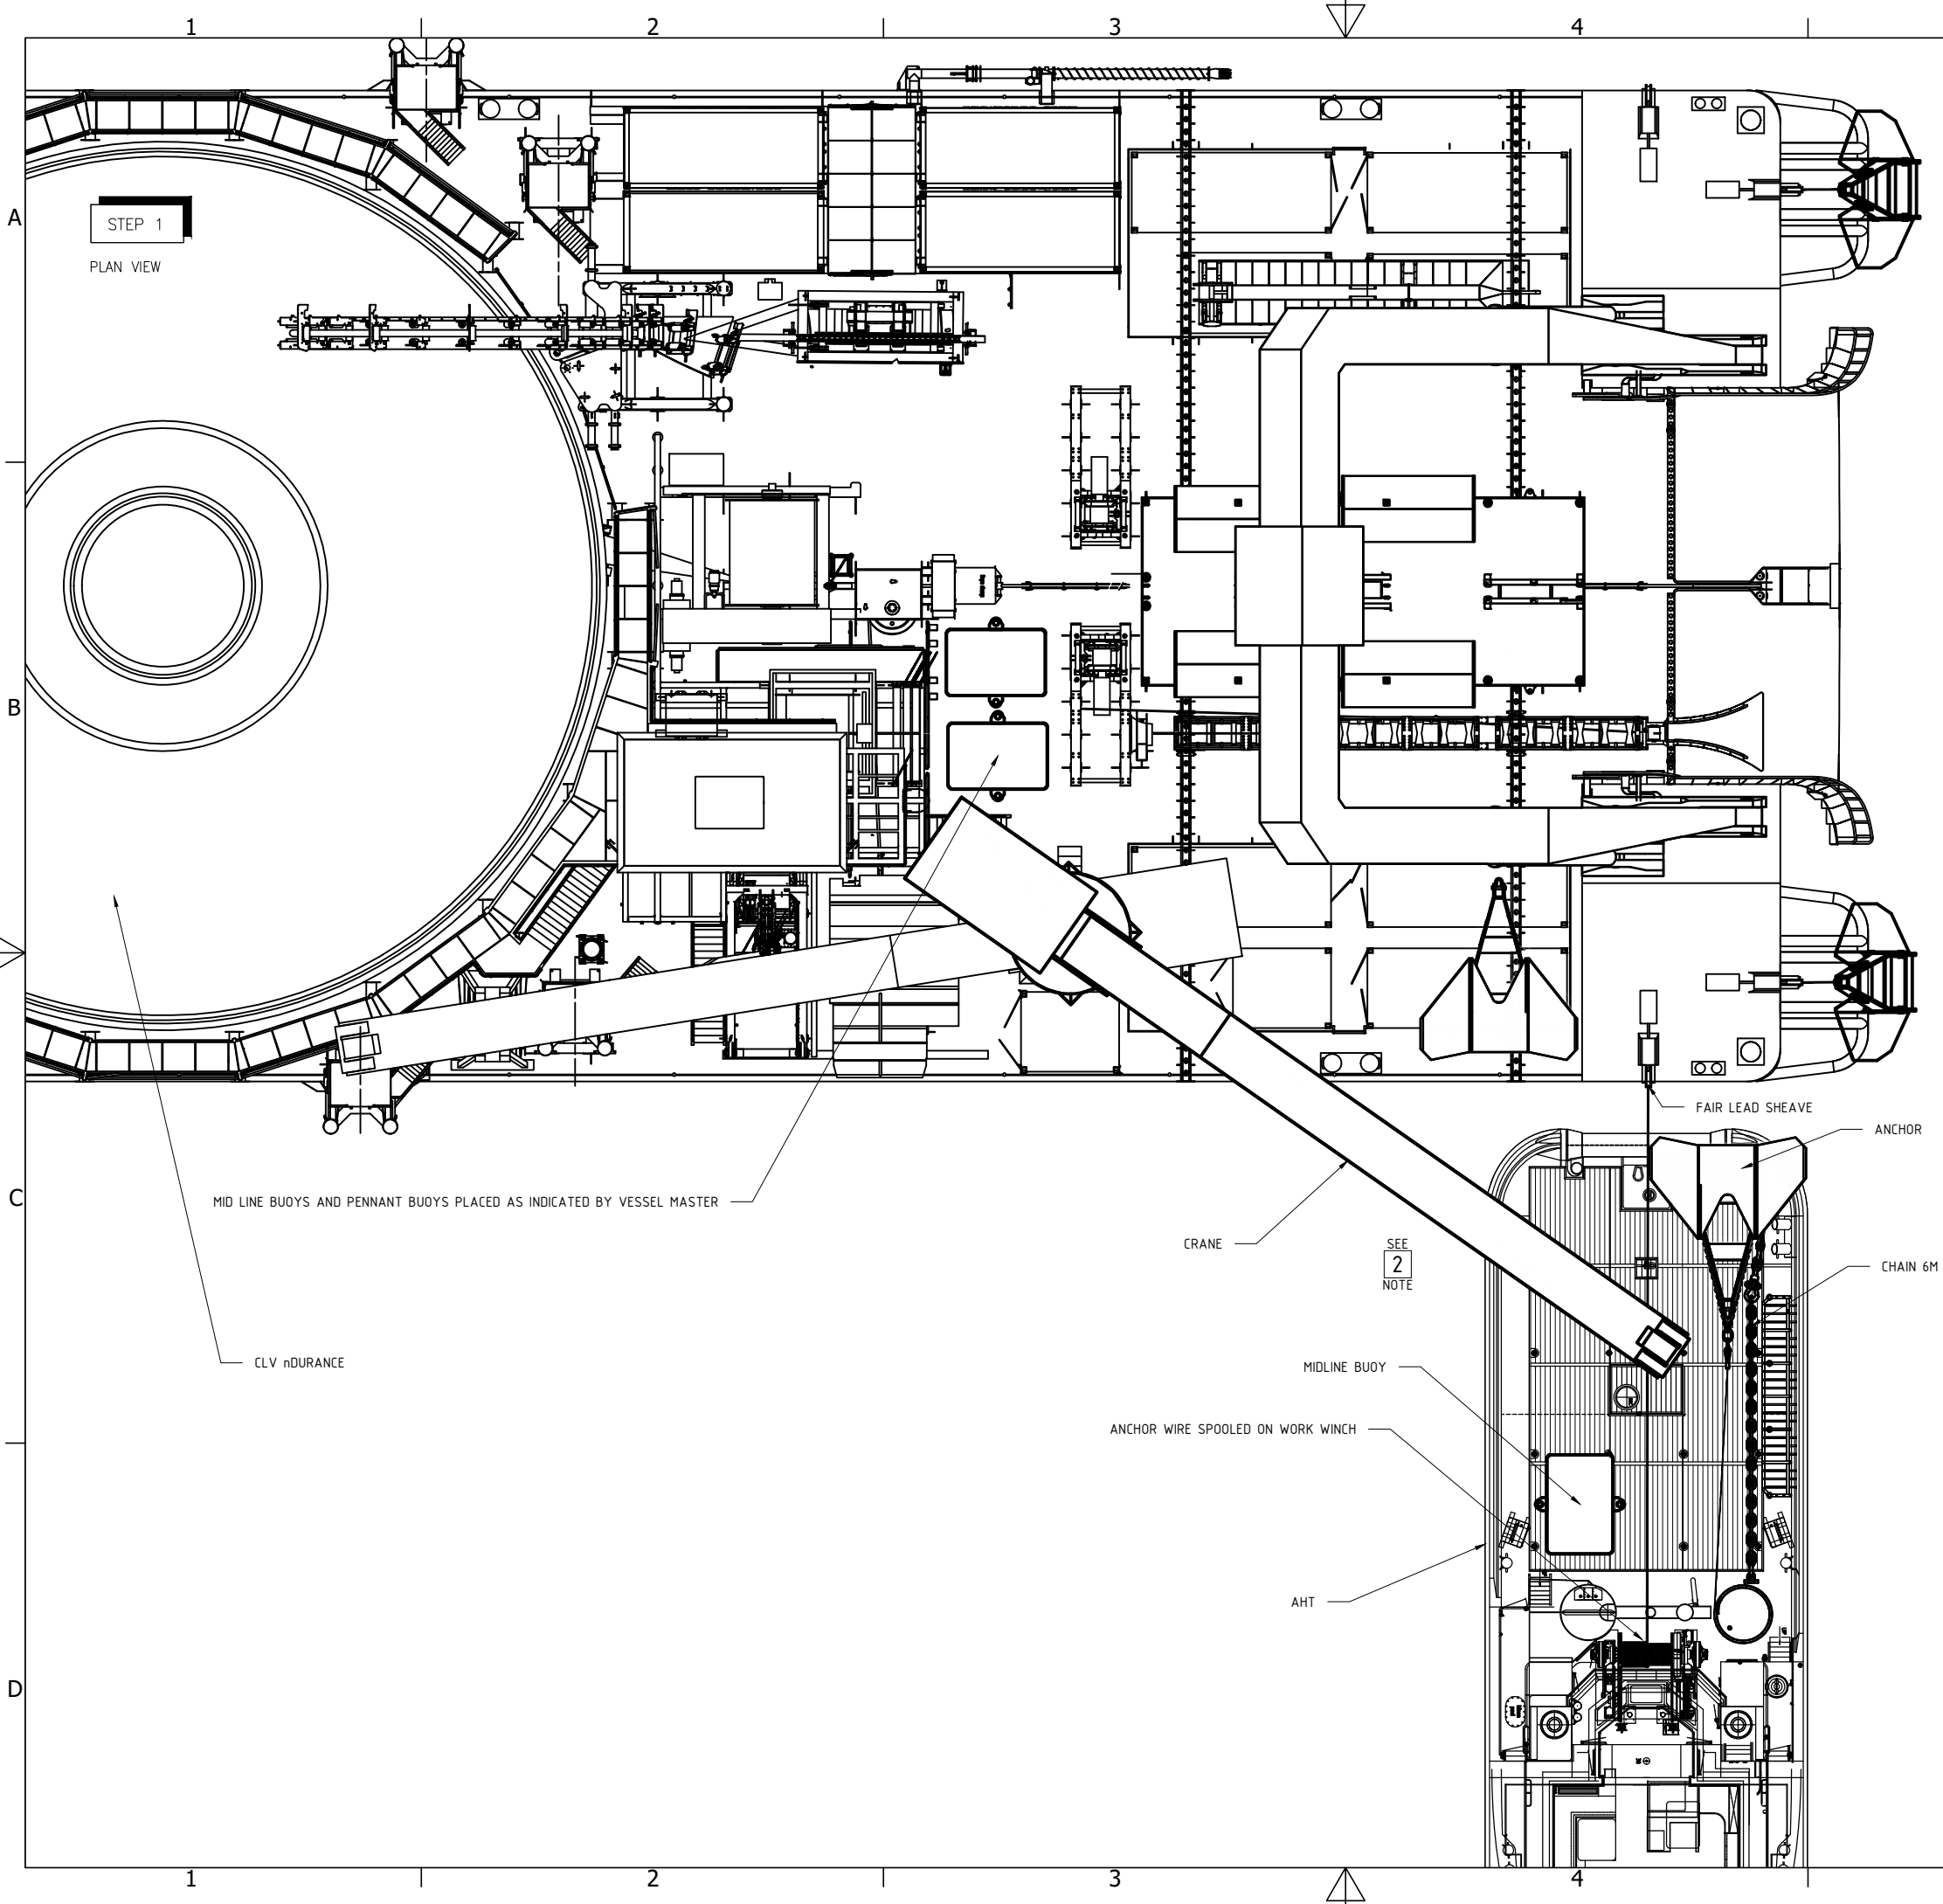 1 2 3 4
A
STEP 1
PLAN VIEW
B
FAIR LEAD SHEAVE
ANCHOR
C
MID LINE BUOYS AND PENNANT BUOYS PLACED AS INDICATED BY VESSEL MASTER
CRANE
SEE
2
NOTE
CHAIN 6M
CLV nDURANCE
MIDLINE BUOY
ANCHOR WIRE SPOOLED ON WORK WINCH
AHT
D
1 2 3 4